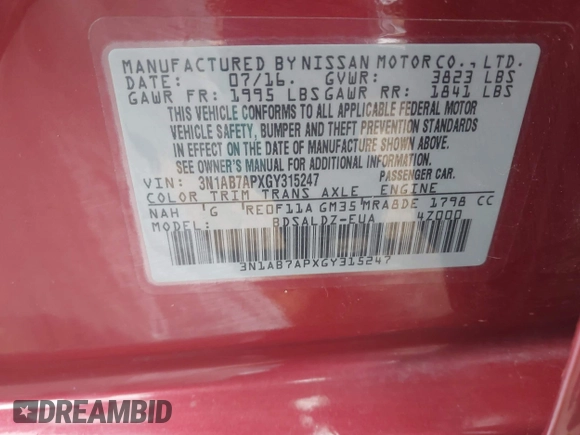 MANUFACTURED BY NISSAN MOTOR CO., LTD.
DATE: 07/16. GVWR: 3823 LBS
GAWR FR: 1995 LBS GAWR RR: 1841 LBS
THIS VEHICLE CONFORMS TO ALL APPLICABLE FEDERAL MOTOR
VEHICLE SAFETY, BUMPER AND THEFT PREVENTION STANDARDS
IN EFFECT ON THE DATE OF MANUFACTURE SHOWN ABOVE.
SEE OWNER'S MANUAL FOR MORE INFORMATION.
VIN: 3N1AB7APXGY315247 PASSENGER CAR.
COLOR TRIM TRANS AXLE ENGINE
NAH G RE0F11A GM35 MRA8DE 1798 CC
MODEL: BDSALDZ-EUA 4Z000
3N1AB7APXGY315247
DREAMBID